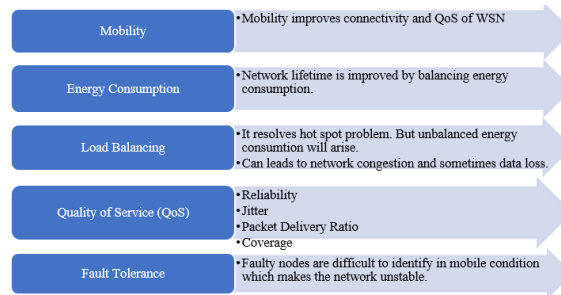 Mobility
•Mobility improves connectivity and QoS of WSN
Energy Consumption
•Network lifetime is improved by balancing energy
consumption.
Load Balancing
•It resolves hot spot problem. But unbalanced energy
consumtion will arise.
•Can leads to network congestion and sometimes data loss.
Quality of Service (QoS)
•Reliability
•Jitter
•Packet Delivery Ratio
•Coverage
Fault Tolerance
•Faulty nodes are difficult to identify in mobile condition
which makes the network unstable.